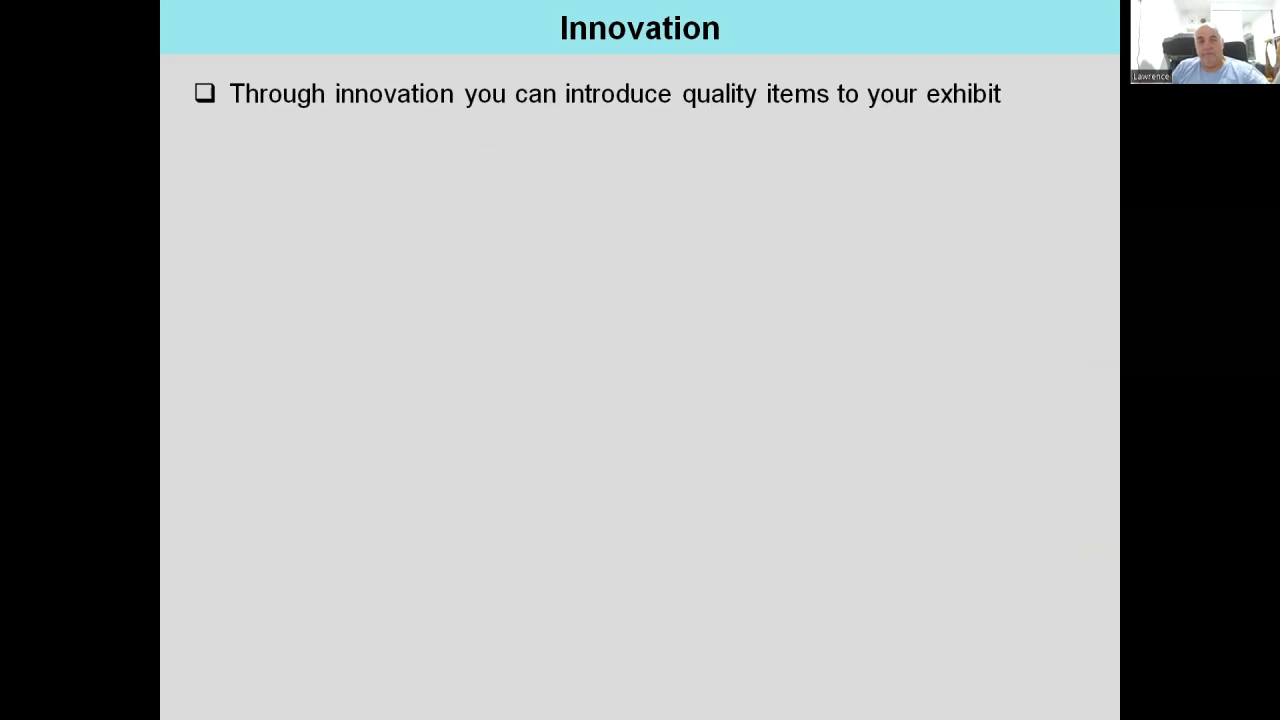 Innovation
❑ Through innovation you can introduce quality items to your exhibit
Lawrence